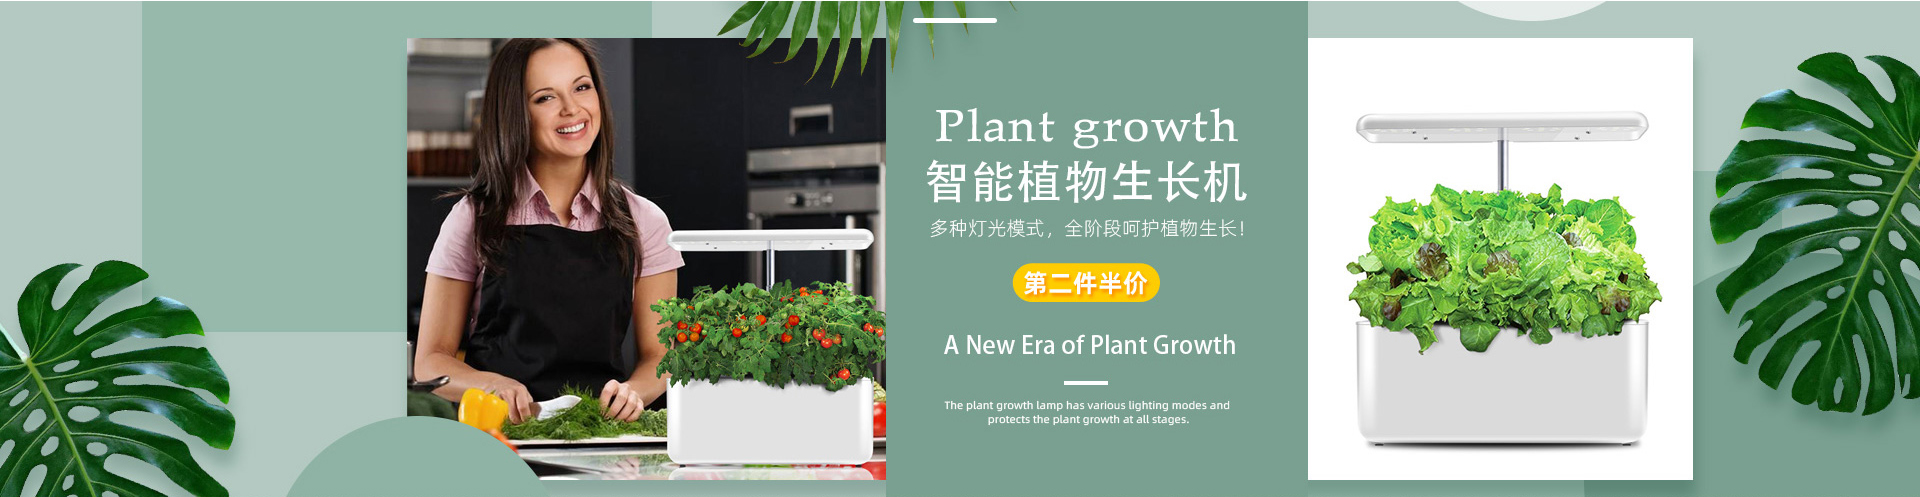 Plant growth
智能植物生长机
多种灯光模式，全阶段呵护植物生长！
第二件半价
A New Era of Plant Growth
The plant growth lamp has various lighting modes and
protects the plant growth at all stages.